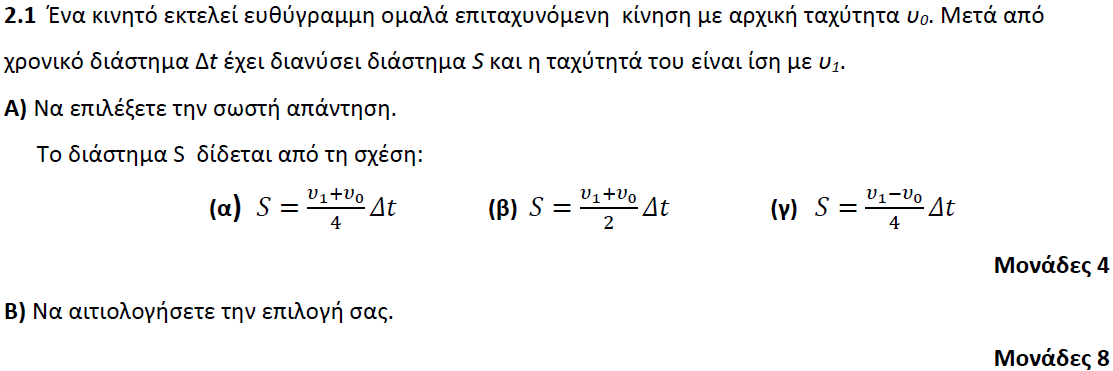 2.1 Ένα κινητό εκτελεί ευθύγραμμη ομαλά επιταχυνόμενη κίνηση με αρχική ταχύτητα υ₀. Μετά από
χρονικό διάστημα Δt έχει διανύσει διάστημα S και η ταχύτητά του είναι ίση με υ₁.
Α) Να επιλέξετε την σωστή απάντηση.
Το διάστημα S δίδεται από τη σχέση:
(α) S = (υ₁+υ₀)/4 Δt (β) S = (υ₁+υ₀)/2 Δt (γ) S = (υ₁−υ₀)/4 Δt
Μονάδες 4
Β) Να αιτιολογήσετε την επιλογή σας.
Μονάδες 8